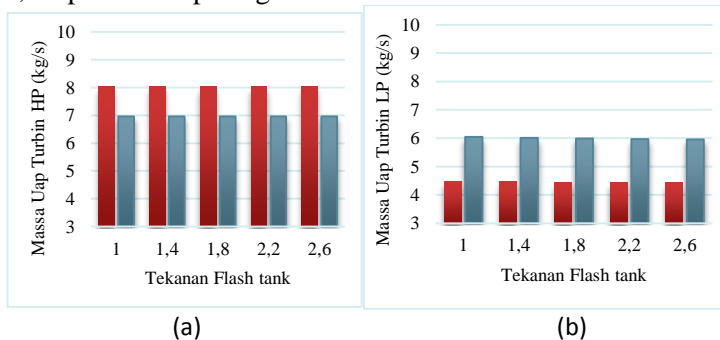 Massa Uap Turbin HP (kg/s)
10
9
8
7
6
5
4
3
1 1,4 1,8 2,2 2,6
Tekanan Flash tank
(a)
Massa Uap Turbin LP (kg/s)
10
9
8
7
6
5
4
3
1 1,4 1,8 2,2 2,6
Tekanan Flash tank
(b)